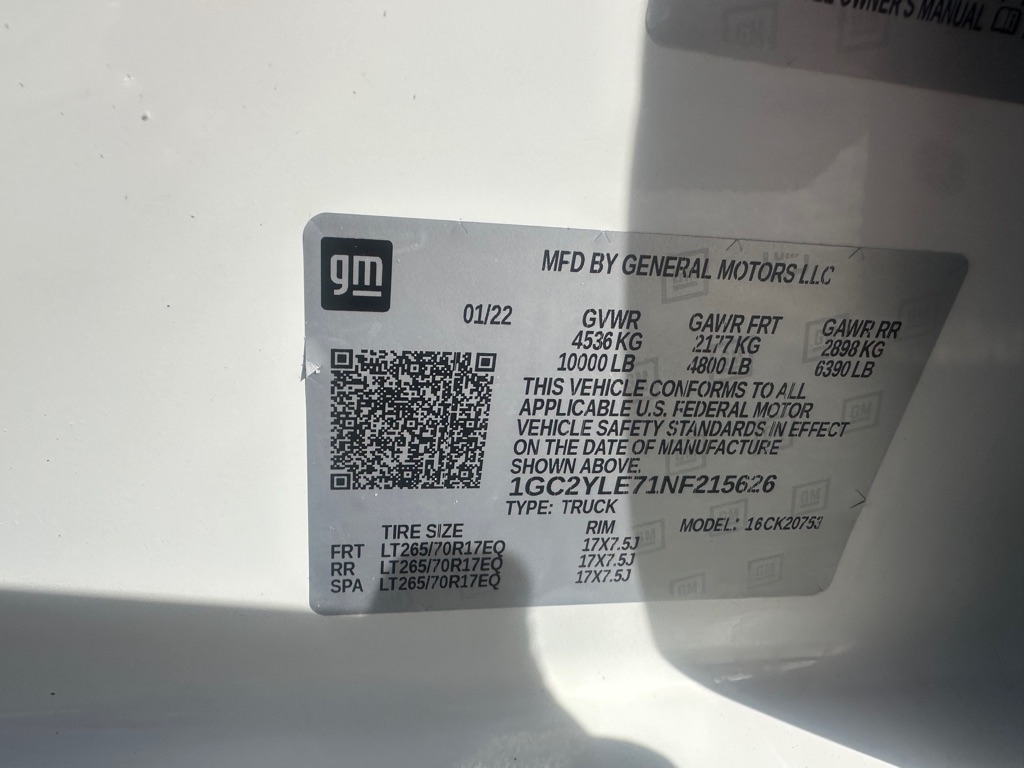 OWNER'S MANUAL
gm
MFD BY GENERAL MOTORS LLC
01/22 GVWR GAWR FRT GAWR RR
4536 KG 2177 KG 2898 KG
10000 LB 4800 LB 6390 LB
THIS VEHICLE CONFORMS TO ALL
APPLICABLE U.S. FEDERAL MOTOR
VEHICLE SAFETY STANDARDS IN EFFECT
ON THE DATE OF MANUFACTURE
SHOWN ABOVE.
1GC2YLE71NF215626
TYPE: TRUCK
MODEL: 16CK20753
TIRE SIZE RIM
FRT LT265/70R17EQ 17X7.5J
RR LT265/70R17EQ 17X7.5J
SPA LT265/70R17EQ 17X7.5J